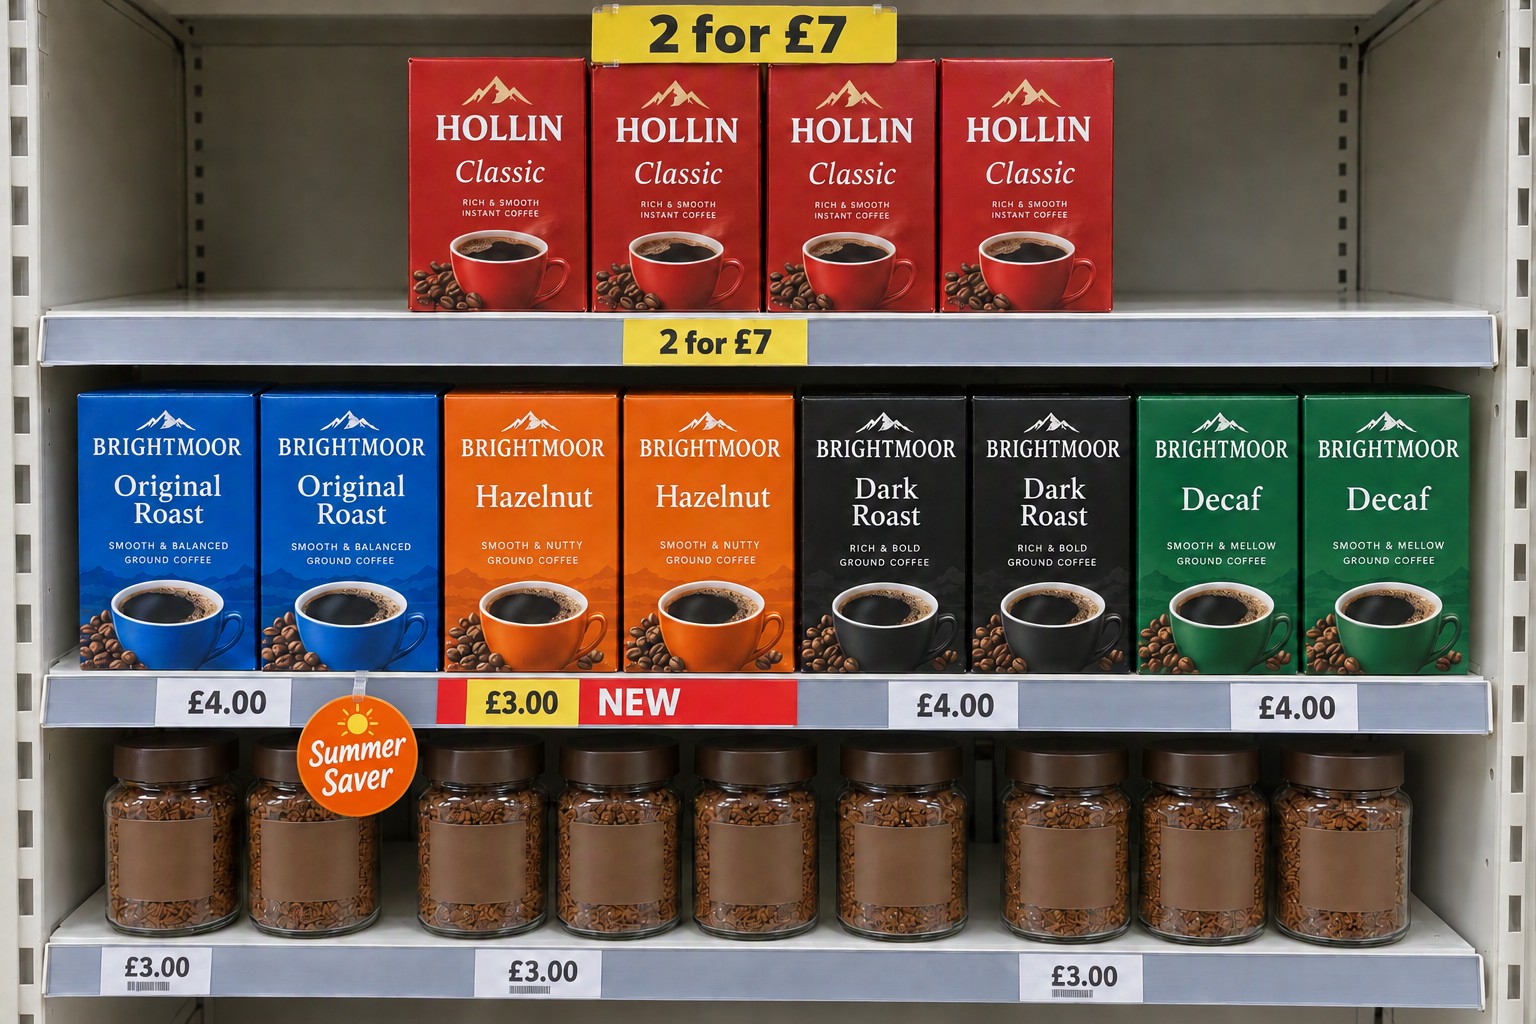 2 for £7
HOLLIN
Classic
RICH & SMOOTH
INSTANT COFFEE
HOLLIN
Classic
RICH & SMOOTH
INSTANT COFFEE
HOLLIN
Classic
RICH & SMOOTH
INSTANT COFFEE
HOLLIN
Classic
RICH & SMOOTH
INSTANT COFFEE
2 for £7
BRIGHTMOOR
Original
Roast
SMOOTH & BALANCED
GROUND COFFEE
BRIGHTMOOR
Original
Roast
SMOOTH & BALANCED
GROUND COFFEE
BRIGHTMOOR
Hazelnut
SMOOTH & NUTTY
GROUND COFFEE
BRIGHTMOOR
Hazelnut
SMOOTH & NUTTY
GROUND COFFEE
BRIGHTMOOR
Dark
Roast
RICH & BOLD
GROUND COFFEE
BRIGHTMOOR
Dark
Roast
RICH & BOLD
GROUND COFFEE
BRIGHTMOOR
Decaf
SMOOTH & MELLOW
GROUND COFFEE
BRIGHTMOOR
Decaf
SMOOTH & MELLOW
GROUND COFFEE
£4.00
£3.00 NEW
£4.00
£4.00
Summer
Saver
£3.00
£3.00
£3.00